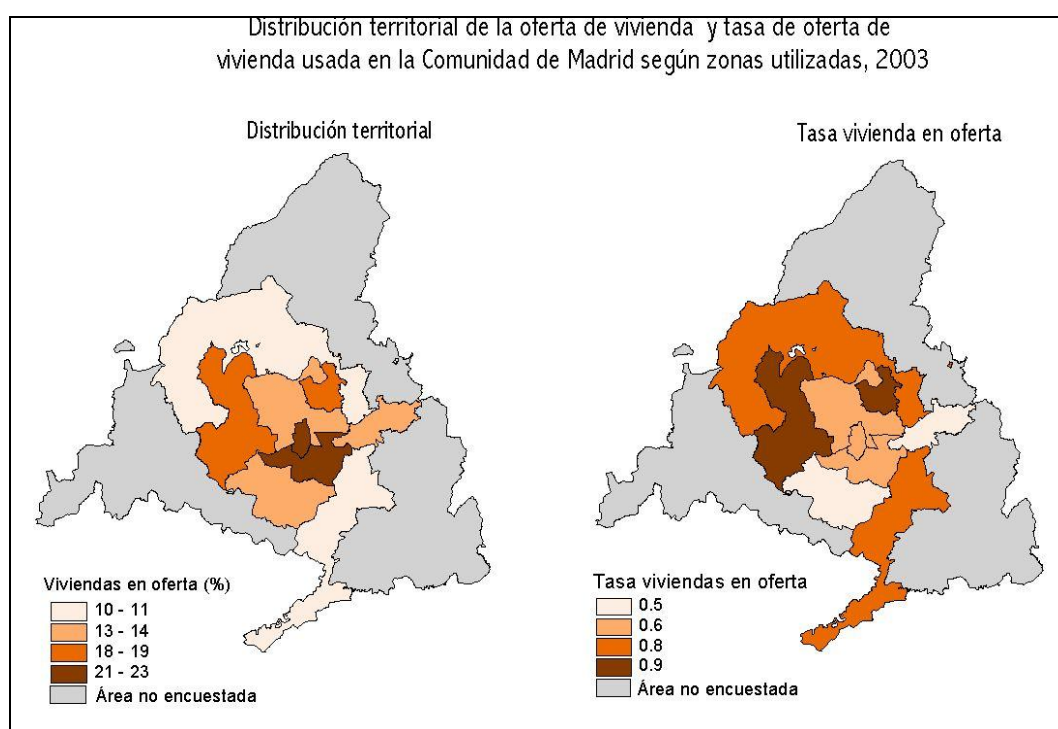 Distribución territorial de la oferta de vivienda y tasa de oferta de
vivienda usada en la Comunidad de Madrid según zonas utilizadas, 2003
Distribución territorial
Tasa vivienda en oferta
Viviendas en oferta (%)
10 - 11
13 - 14
18 - 19
21 - 23
Área no encuestada
Tasa viviendas en oferta
0.5
0.6
0.8
0.9
Área no encuestada